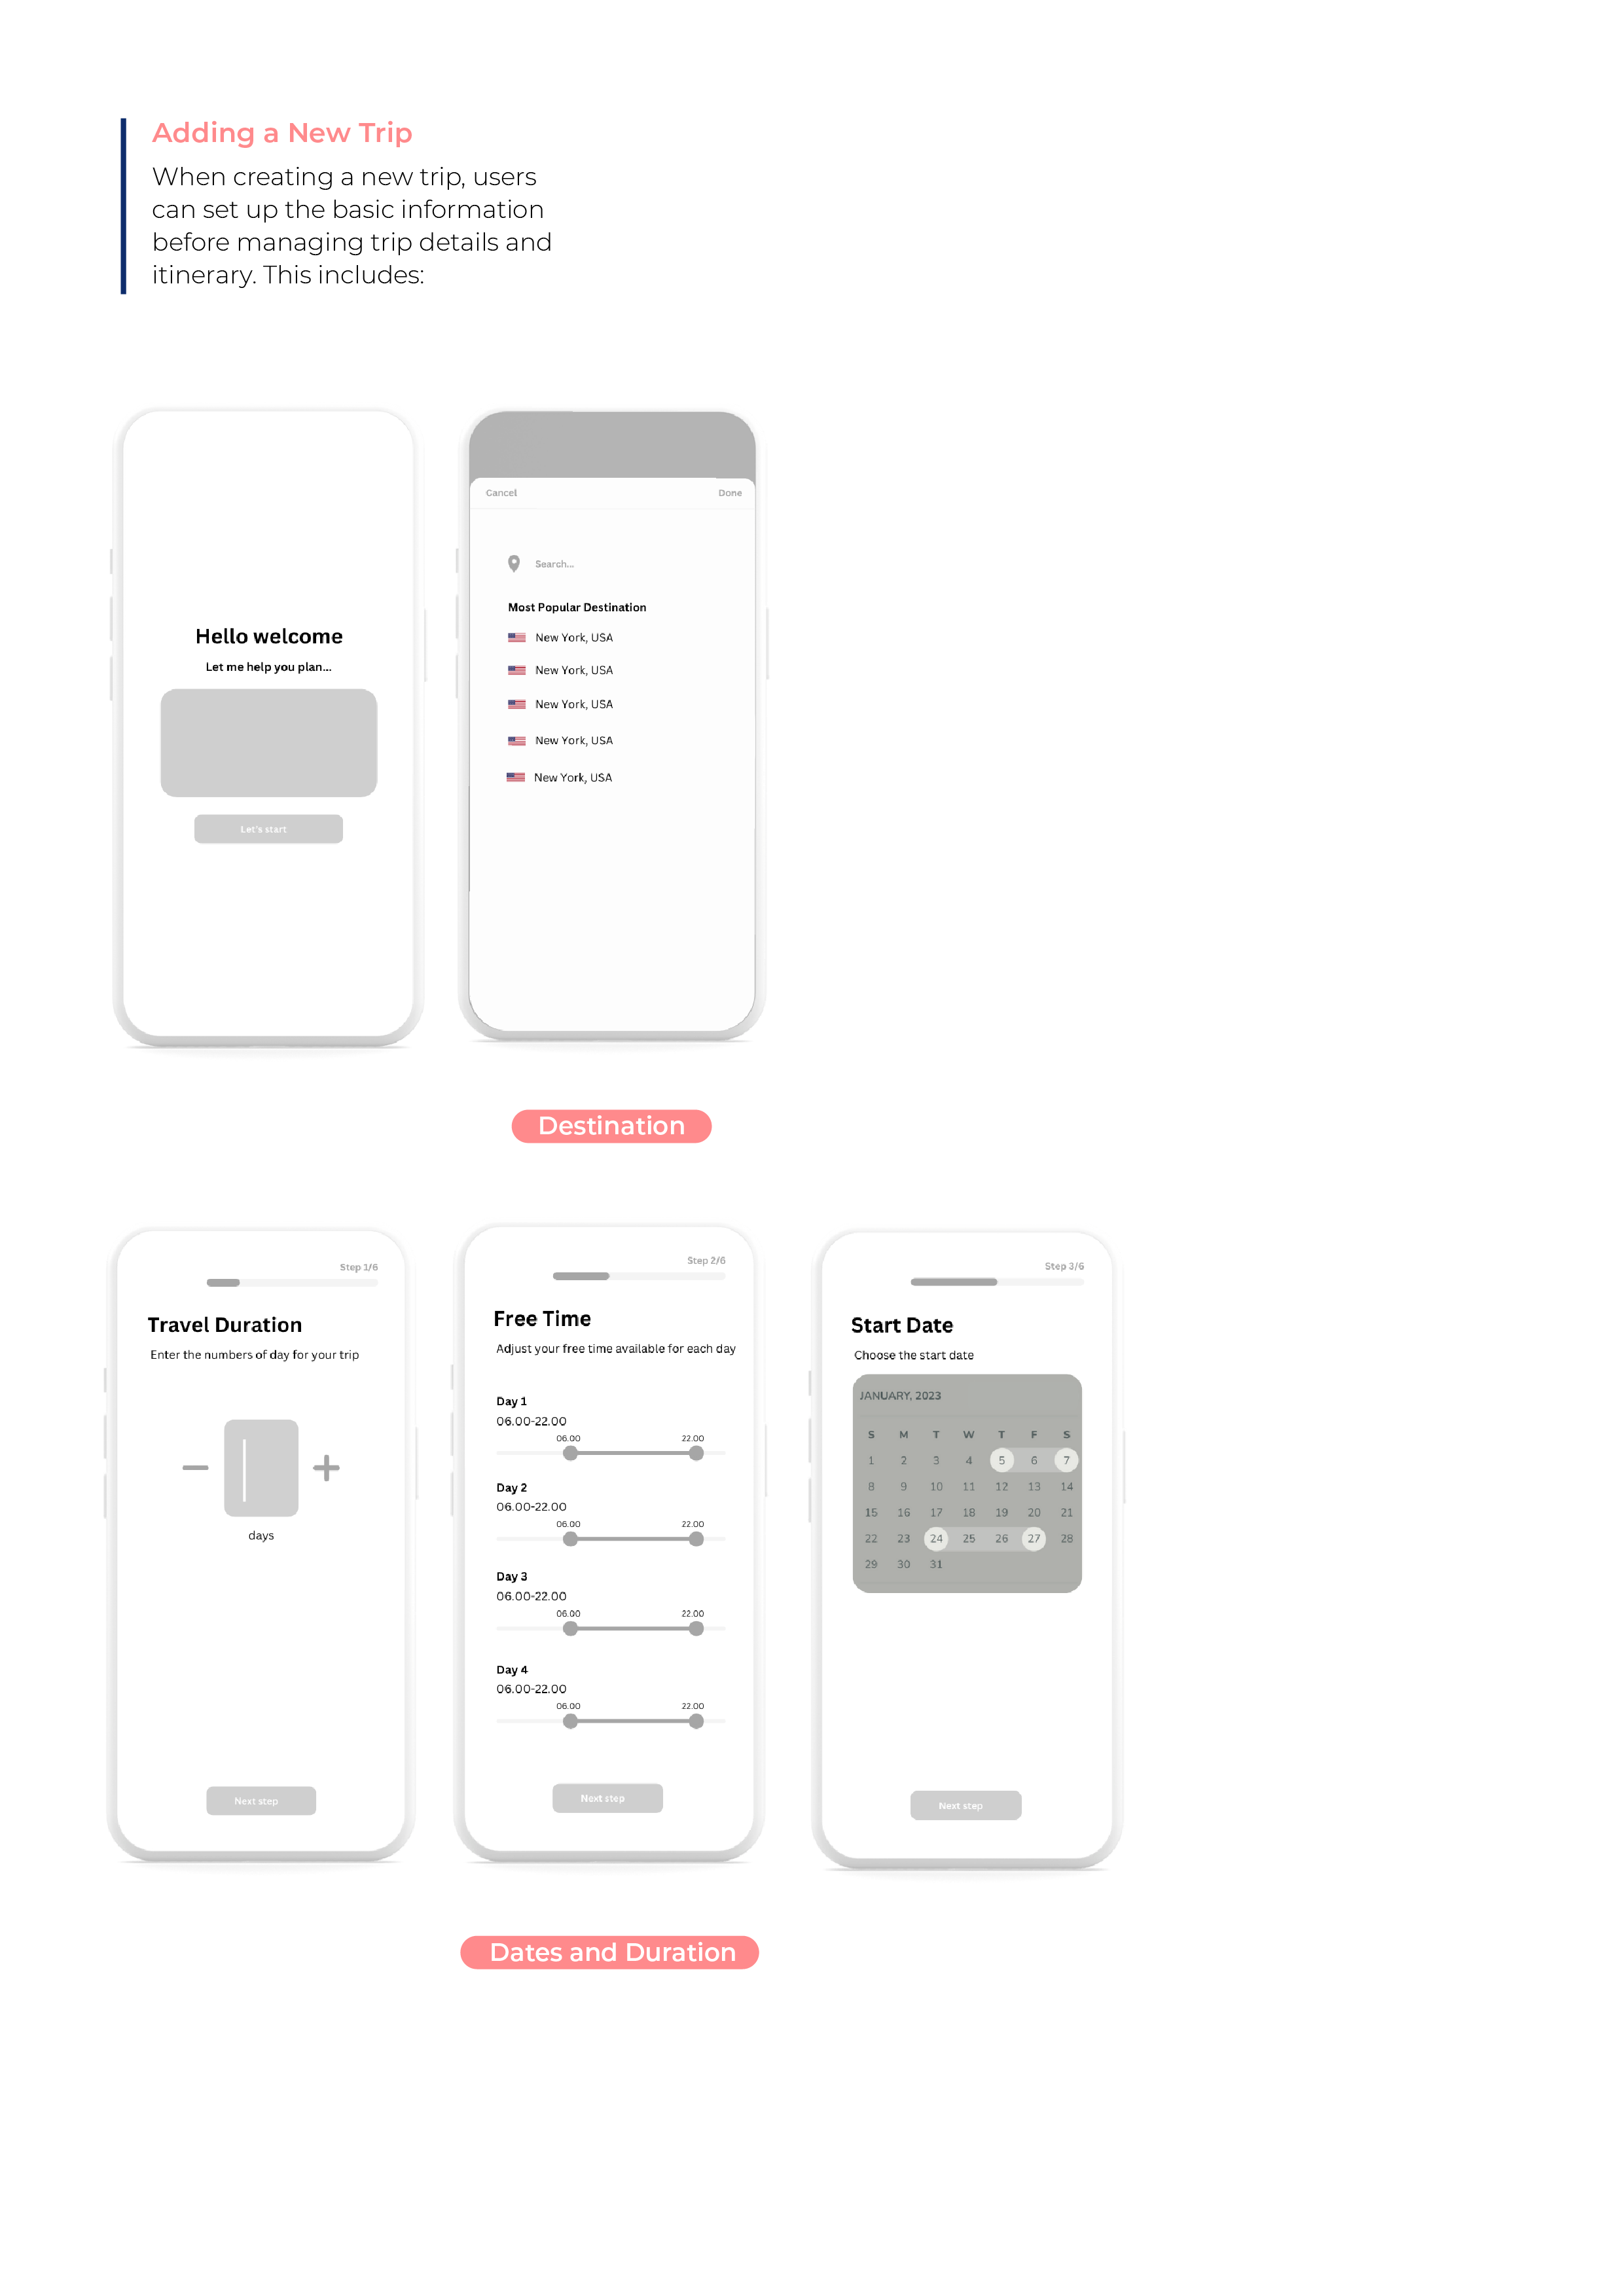 Adding a New Trip
When creating a new trip, users
can set up the basic information
before managing trip details and
itinerary. This includes:
Hello welcome
Let me help you plan...
Let's start
Cancel Done
Search...
Most Popular Destination
New York, USA
New York, USA
New York, USA
New York, USA
New York, USA
Destination
Step 1/6
Travel Duration
Enter the numbers of day for your trip
days
Next step
Step 2/6
Free Time
Adjust your free time available for each day
Day 1
06.00-22.00
06.00 22.00
Day 2
06.00-22.00
06.00 22.00
Day 3
06.00-22.00
06.00 22.00
Day 4
06.00-22.00
06.00 22.00
Next step
Step 3/6
Start Date
Choose the start date
JANUARY, 2023
S M T W T F S
1 2 3 4 5 6 7
8 9 10 11 12 13 14
15 16 17 18 19 20 21
22 23 24 25 26 27 28
29 30 31
Next step
Dates and Duration